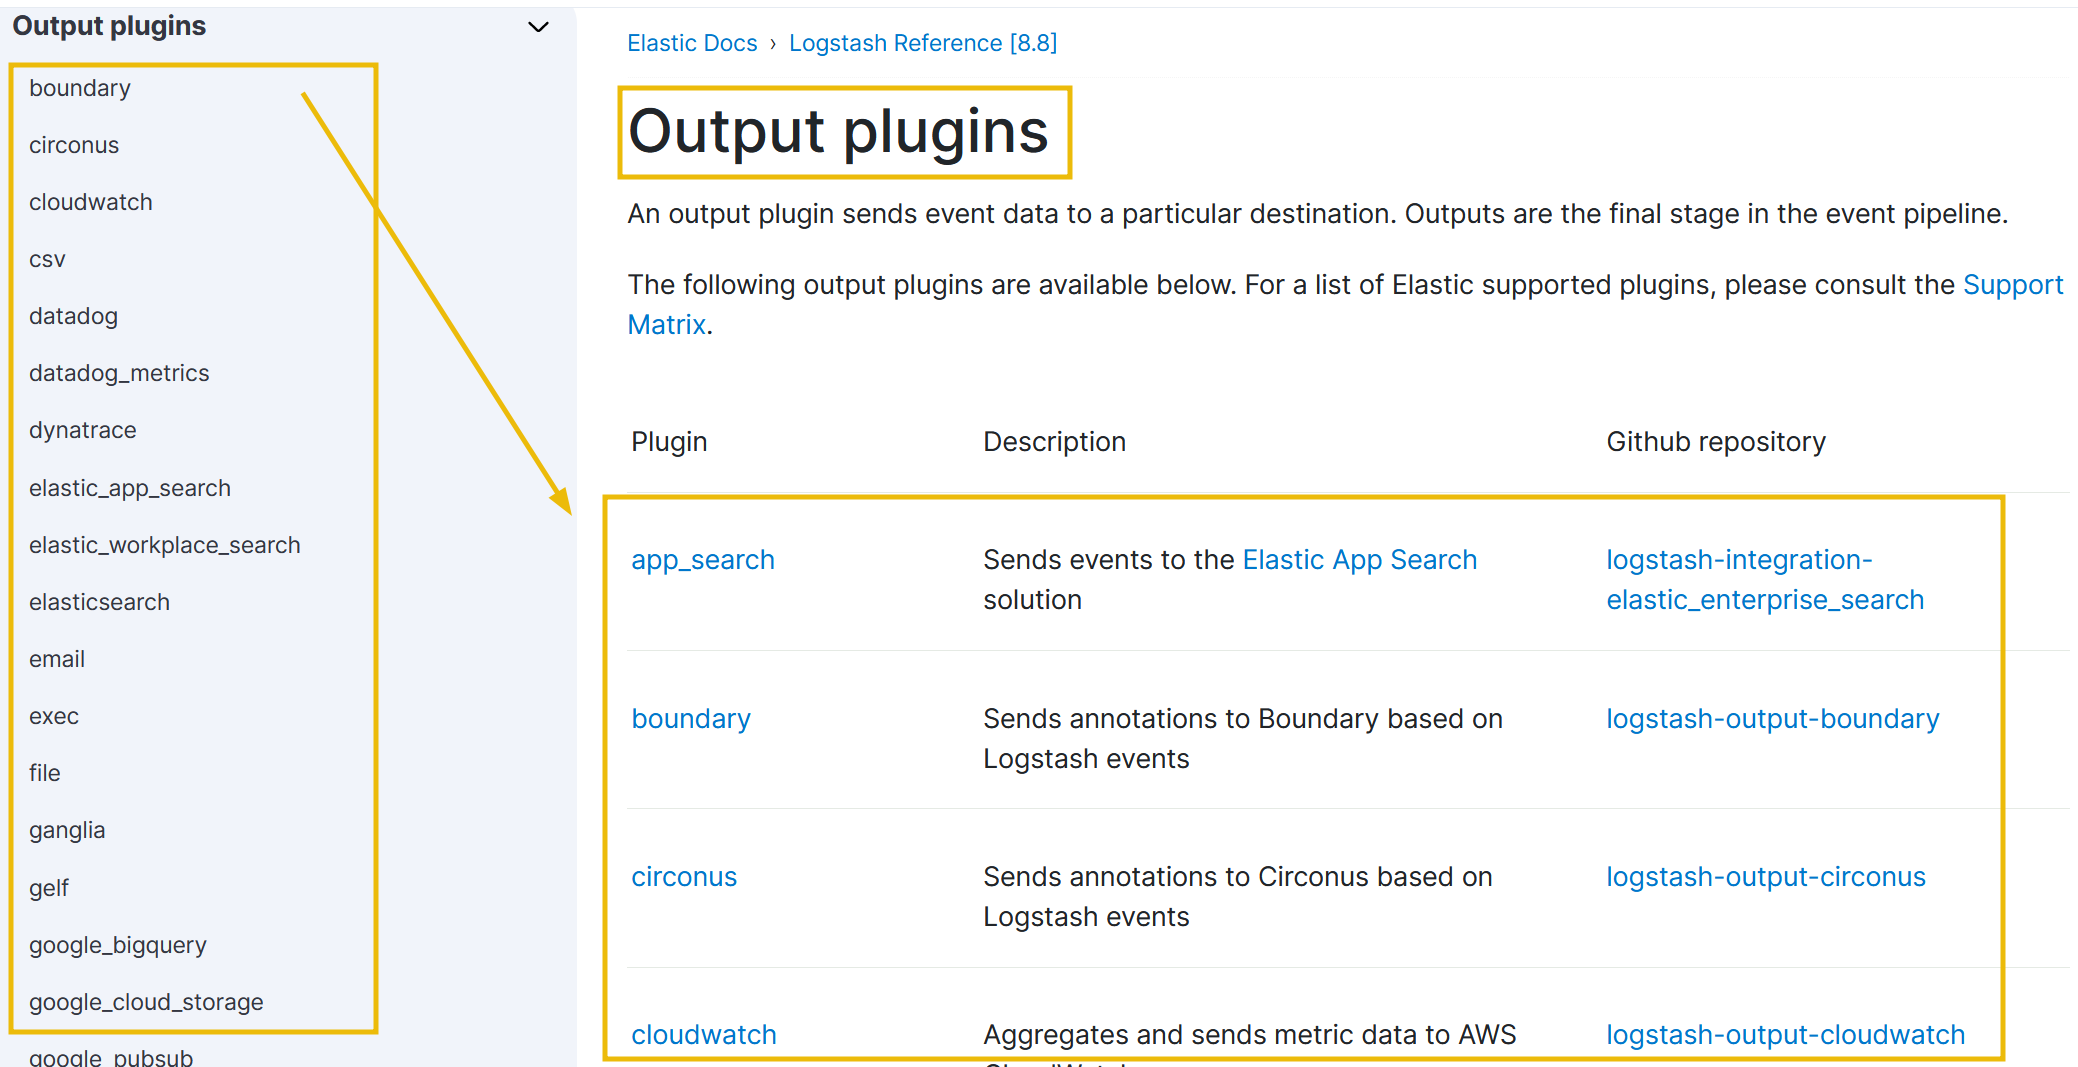 Output plugins
boundary
circonus
cloudwatch
csv
datadog
datadog_metrics
dynatrace
elastic_app_search
elastic_workplace_search
elasticsearch
email
exec
file
ganglia
gelf
google_bigquery
google_cloud_storage
google_pubsub
Elastic Docs › Logstash Reference [8.8]
Output plugins
An output plugin sends event data to a particular destination. Outputs are the final stage in the event pipeline.
The following output plugins are available below. For a list of Elastic supported plugins, please consult the Support
Matrix.
Plugin Description Github repository
app_search Sends events to the Elastic App Search logstash-integration-
solution elastic_enterprise_search
boundary Sends annotations to Boundary based on logstash-output-boundary
Logstash events
circonus Sends annotations to Circonus based on logstash-output-circonus
Logstash events
cloudwatch Aggregates and sends metric data to AWS logstash-output-cloudwatch